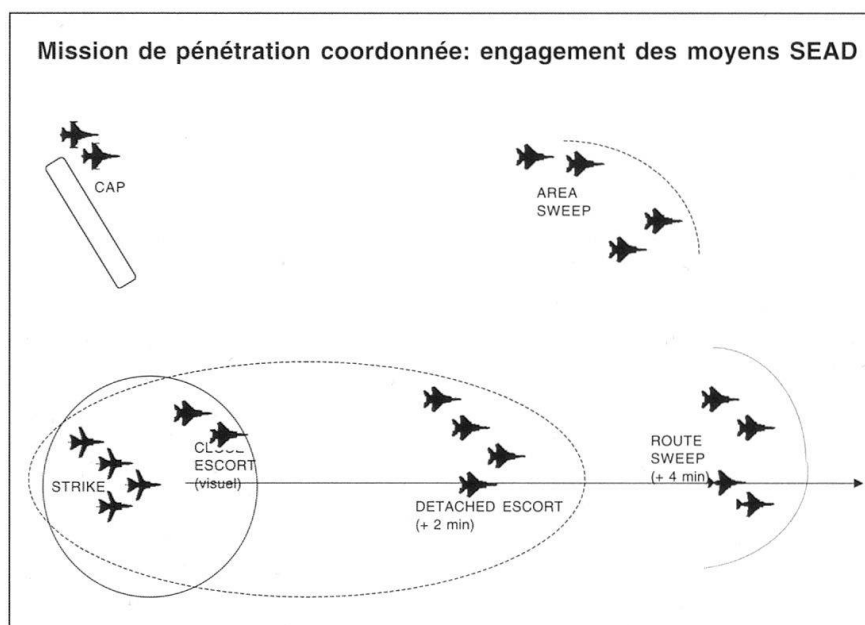 Mission de pénétration coordonnée: engagement des moyens SEAD
CAP
AREA
SWEEP
CLOSE
ESCORT
(visuel)
STRIKE
DETACHED ESCORT
(+ 2 min)
ROUTE
SWEEP
(+ 4 min)